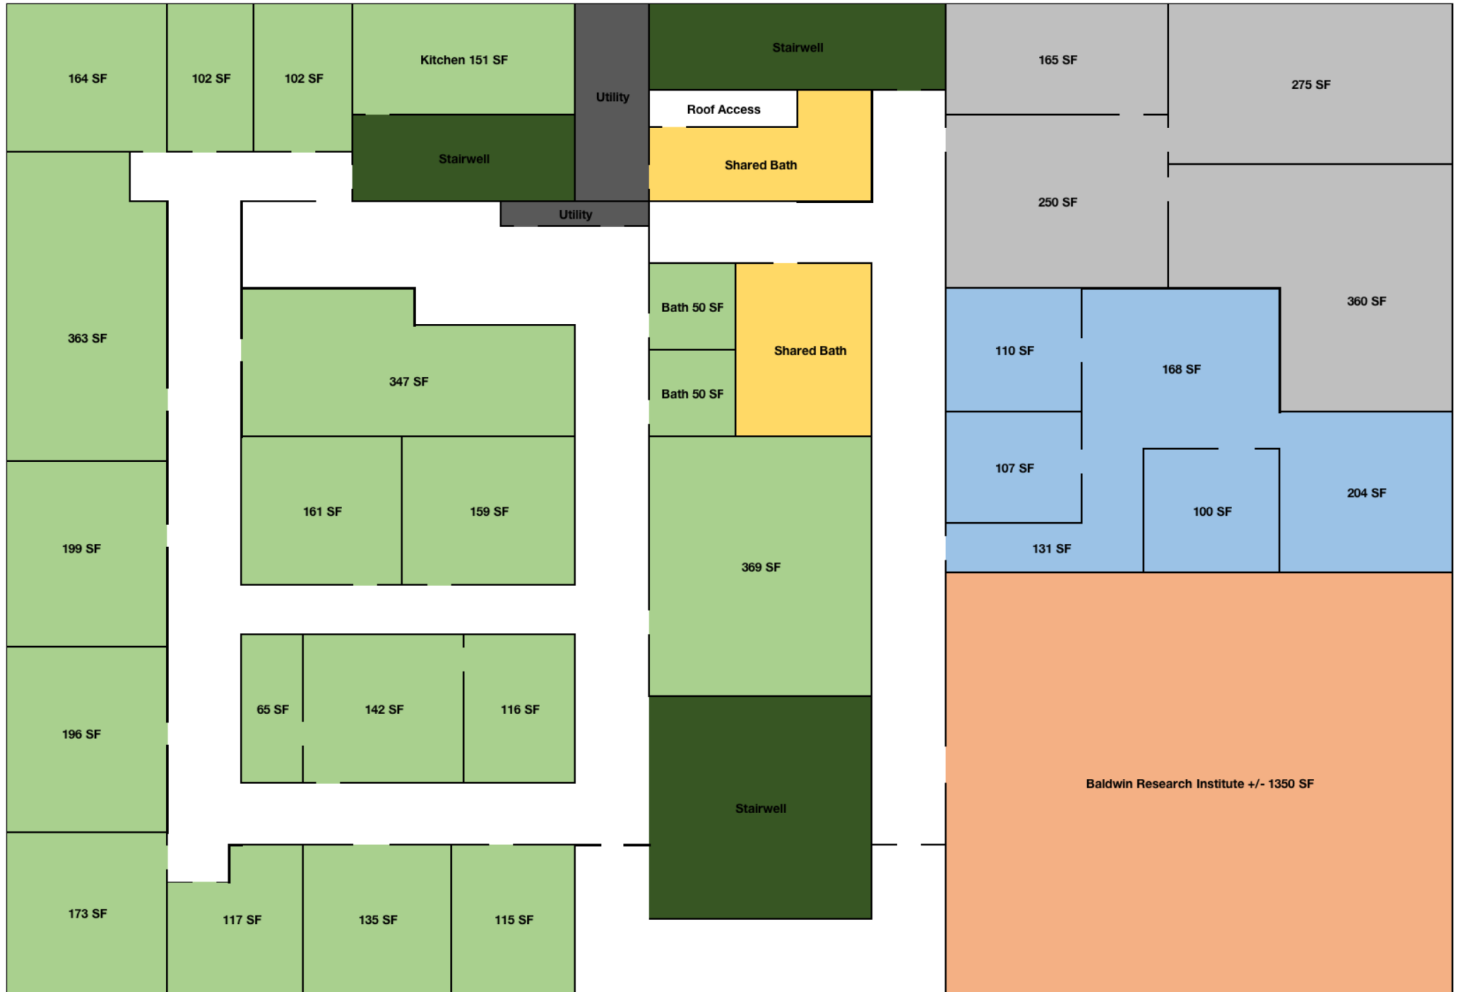 164 SF
102 SF
102 SF
Kitchen 151 SF
Utility
Stairwell
Roof Access
165 SF
275 SF
Stairwell
Shared Bath
Utility
250 SF
363 SF
347 SF
Bath 50 SF
Bath 50 SF
Shared Bath
110 SF
168 SF
360 SF
161 SF
159 SF
107 SF
100 SF
204 SF
199 SF
369 SF
131 SF
65 SF
142 SF
116 SF
196 SF
Stairwell
Baldwin Research Institute +/- 1350 SF
173 SF
117 SF
135 SF
115 SF